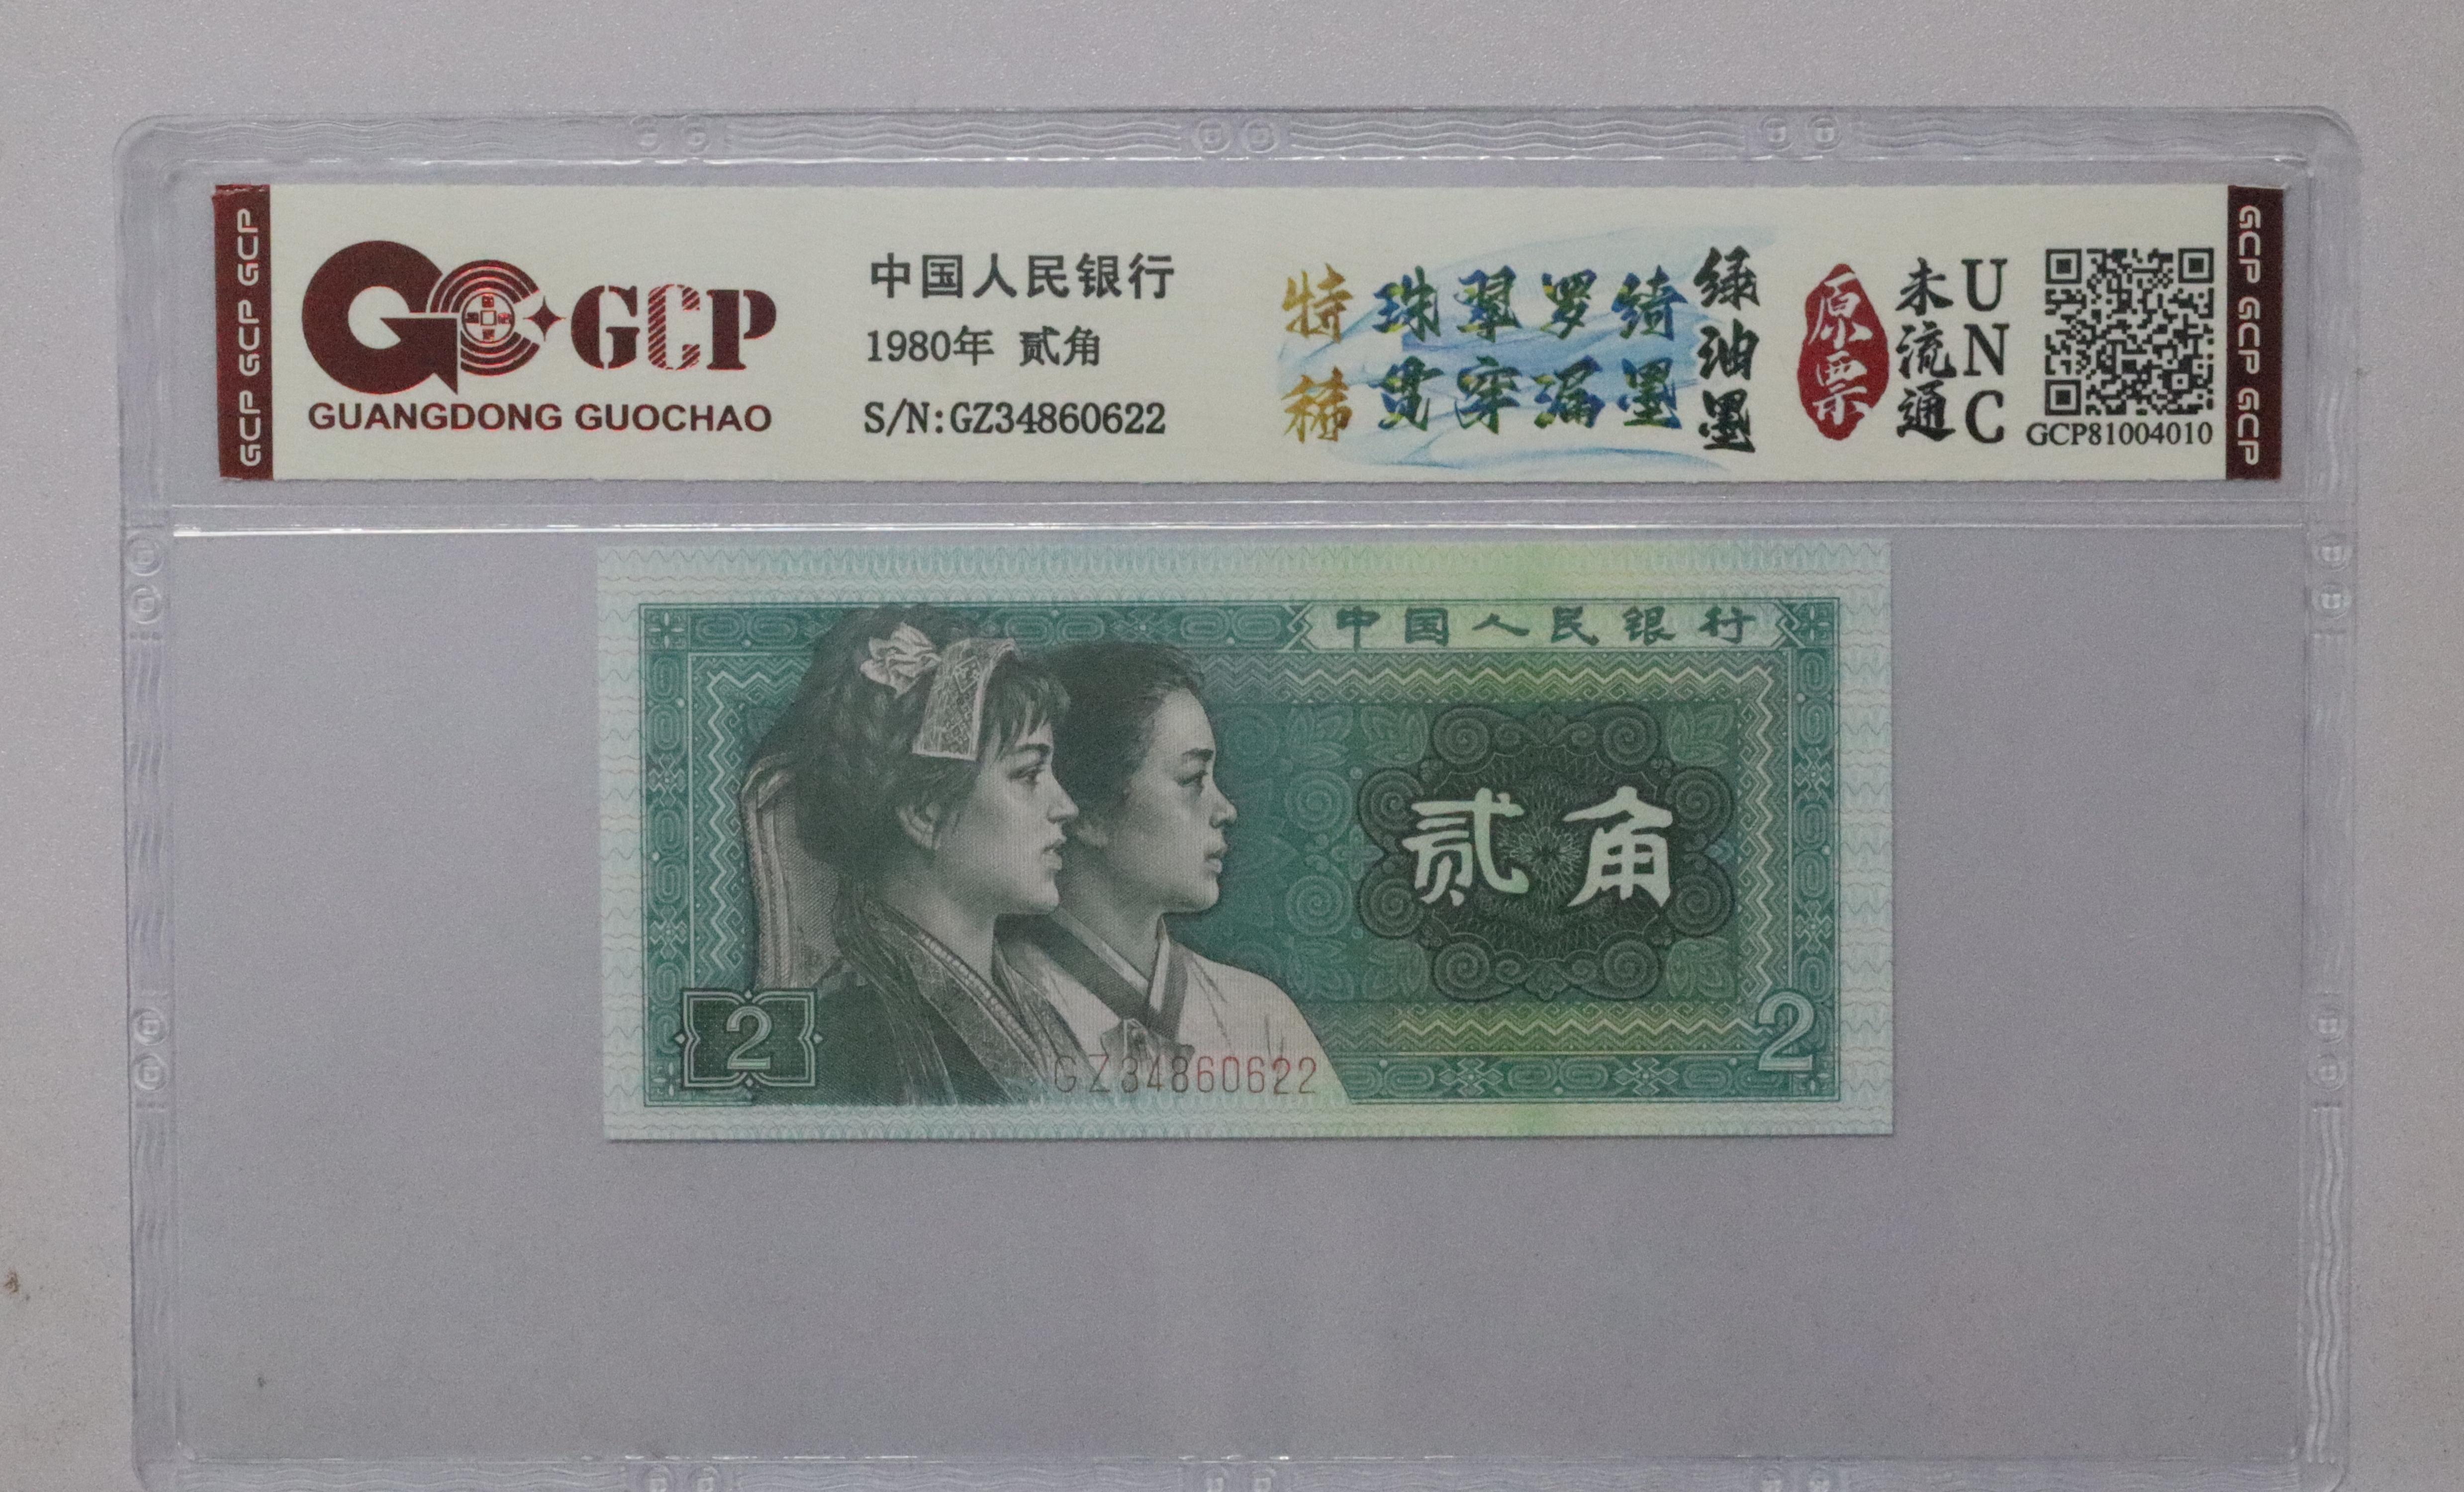 GCP GCP GCP
GCP
GUANGDONG GUOCHAO
中国人民银行
1980年 贰角
S/N:GZ34860622
特稀
珠翠罗绮
贯穿漏墨
绿油墨
原票
未流通
UNC
GCP81004010
GCP GCP GCP
中国人民银行
贰角
2
2
GZ34860622